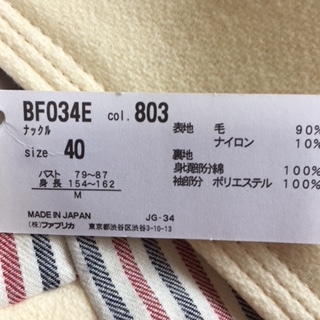 BF034E col. 803
ナックル
size 40
バスト 79~87
身長 154~162
M
表地 毛 90%
ナイロン 10%
裏地
身頃部分綿 100%
袖部分 ポリエステル 100%
MADE IN JAPAN JG-34
(株)ファブリカ 東京都渋谷区渋谷3-10-13